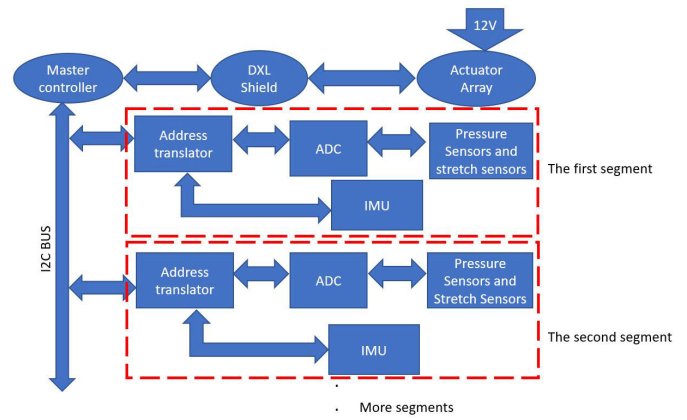 12V
Master
controller
DXL
Shield
Actuator
Array
Address
translator
ADC
Pressure
Sensors and
stretch sensors
The first segment
IMU
I2C BUS
Address
translator
ADC
Pressure
Sensors and
Stretch Sensors
The second segment
IMU
More segments